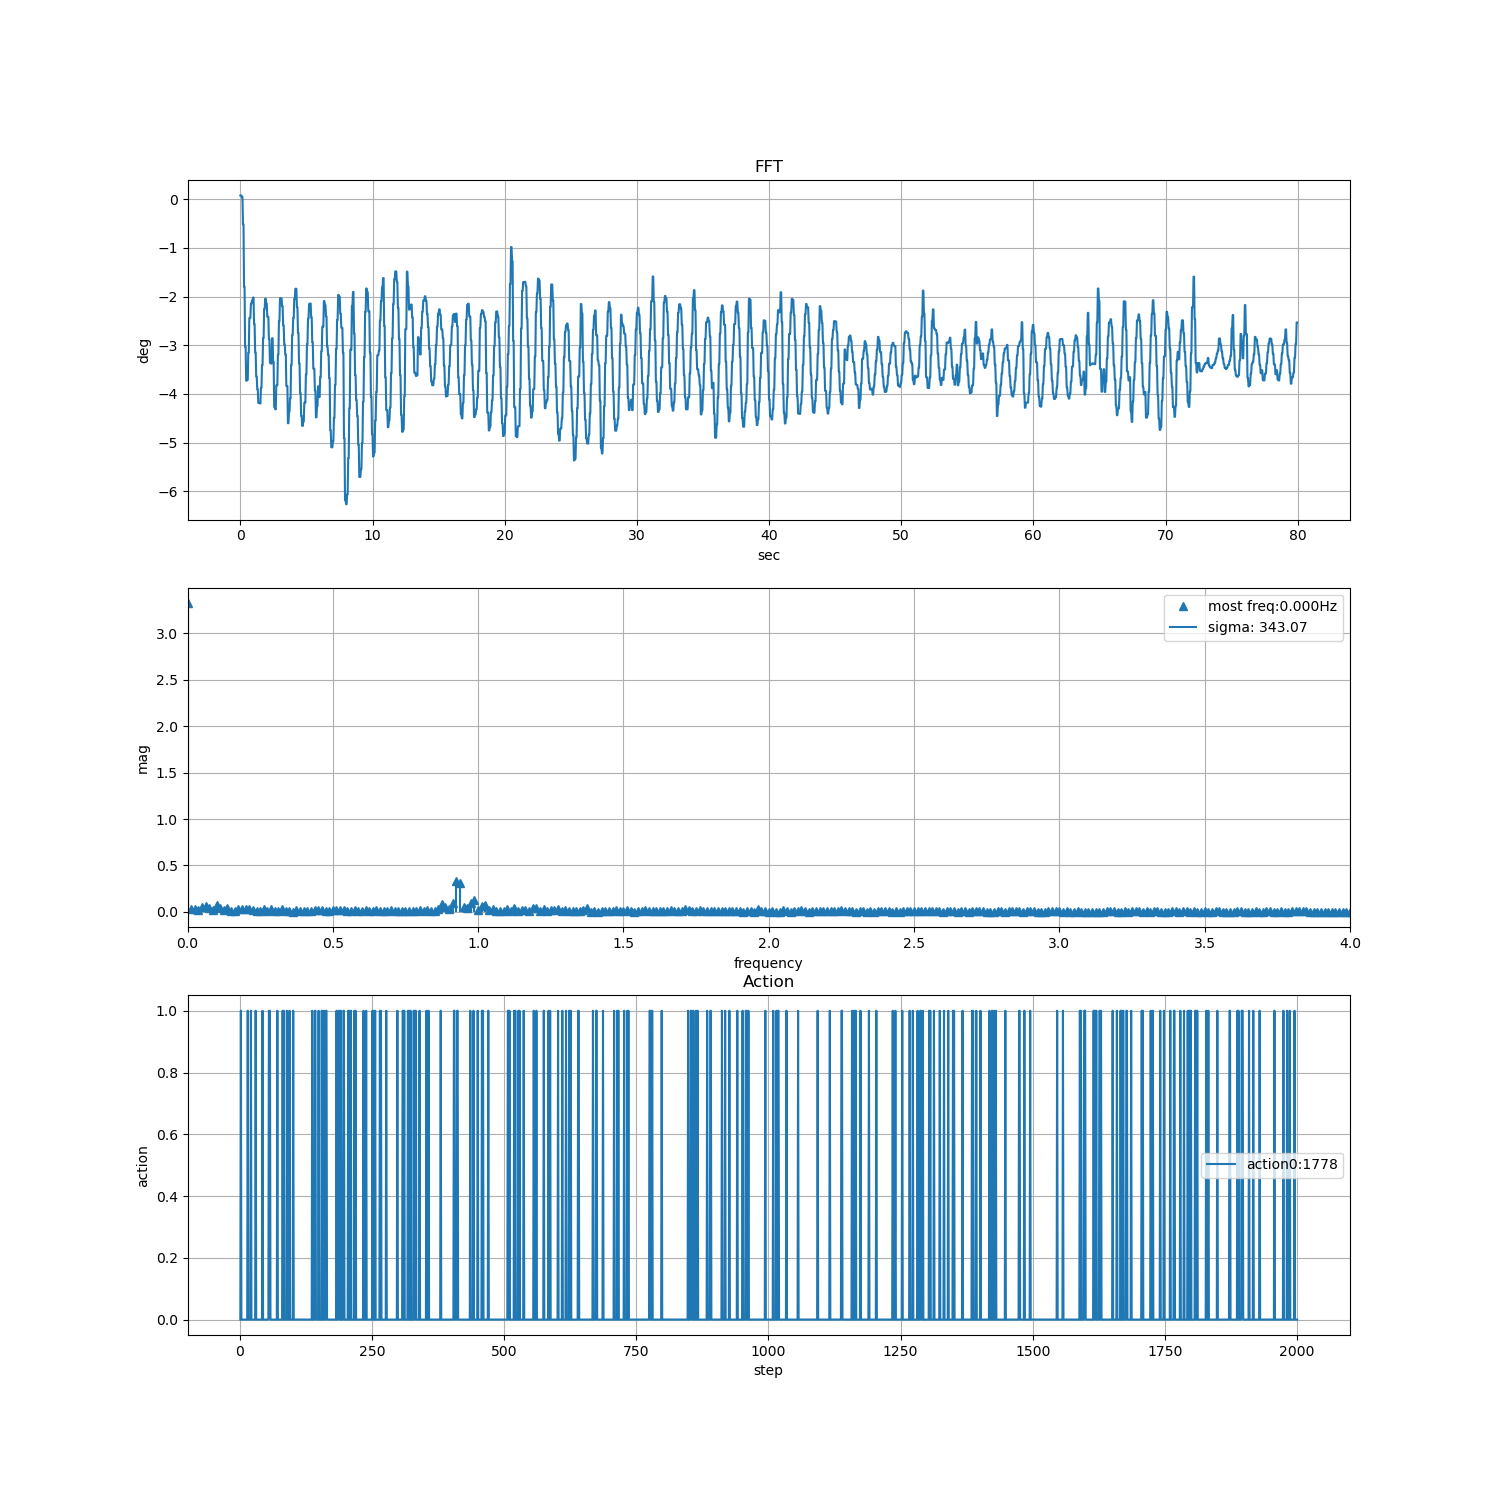 FFT
0
−1
−2
−3
−4
−5
−6
deg
0 10 20 30 40 50 60 70 80
sec
most freq:0.000Hz
sigma: 343.07
3.0
2.5
2.0
1.5
1.0
0.5
0.0
mag
0.0 0.5 1.0 1.5 2.0 2.5 3.0 3.5 4.0
frequency
Action
1.0
0.8
0.6
0.4
0.2
0.0
action
action0:1778
0 250 500 750 1000 1250 1500 1750 2000
step